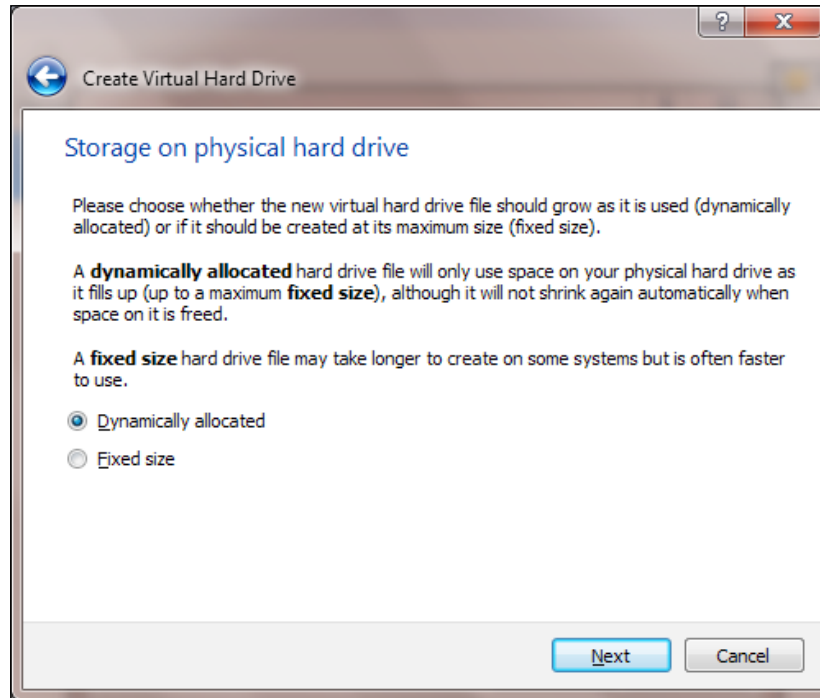 ?
Create Virtual Hard Drive
Storage on physical hard drive
Please choose whether the new virtual hard drive file should grow as it is used (dynamically
allocated) or if it should be created at its maximum size (fixed size).
A dynamically allocated hard drive file will only use space on your physical hard drive as
it fills up (up to a maximum fixed size), although it will not shrink again automatically when
space on it is freed.
A fixed size hard drive file may take longer to create on some systems but is often faster
to use.
Dynamically allocated
Fixed size
Next Cancel